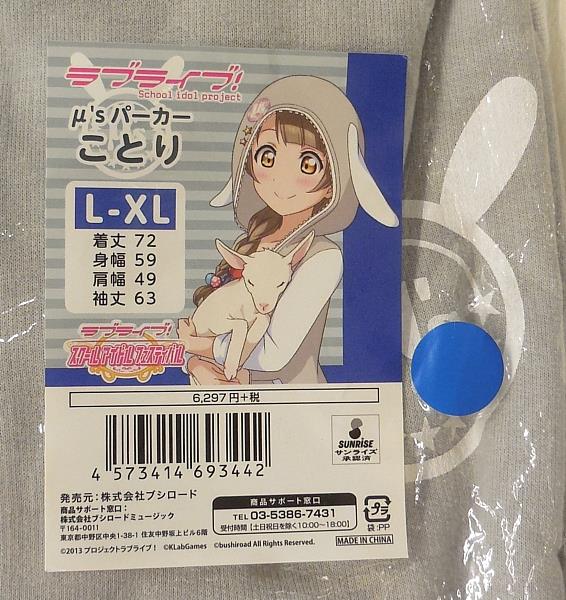 ラブライブ!
School idol project
μ'sパーカー
ことり
L-XL
着丈 72
身幅 59
肩幅 49
袖丈 63
ラブライブ!
スクールアイドルフェスティバル
6,297円+税
4 573414 693442
SUNRISE
サンライズ
承認済
発売元:株式会社ブシロード
商品サポート窓口:
株式会社ブシロードミュージック
〒164-0011
東京都中野区中央1-38-1 住友中野坂上ビル6階
商品サポート窓口
TEL 03-5386-7431
受付時間【土日祝日を除く10:00〜18:00】
プラ
袋:PP
MADE IN CHINA
©2013 プロジェクトラブライブ! ©KLabGames ©bushiroad All Rights Reserved.